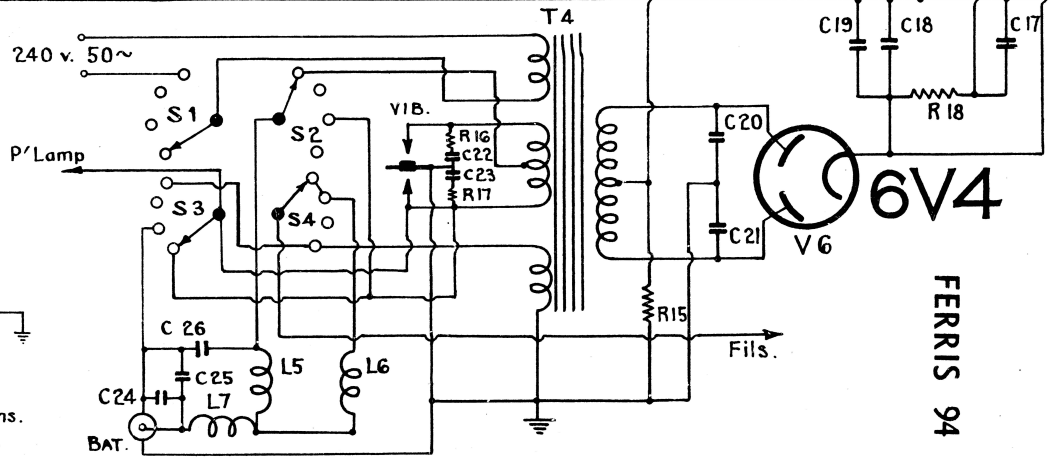 T4
C19
C18
C17
240 v. 50~
R18
S1
S2
VIB.
R16
C22
C23
R17
C20
P'Lamp
S3
S4
6V4
C21
V6
R15
FERRIS 94
Fils.
C 26
C25
L5
L6
C24
L7
ns.
BAT.